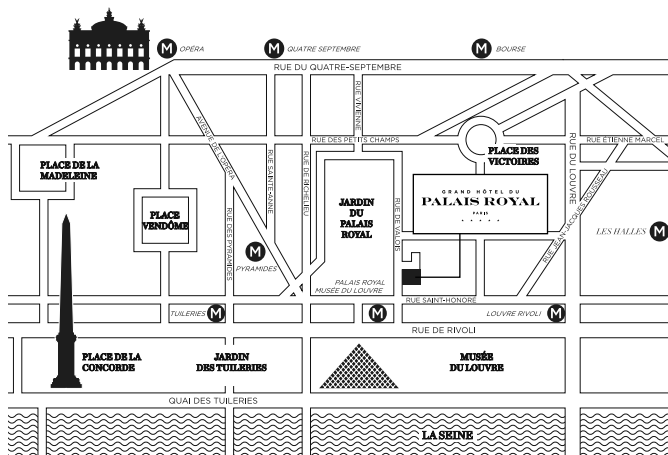 M OPÉRA
M QUATRE SEPTEMBRE
M BOURSE
RUE DU QUATRE-SEPTEMBRE
RUE VIVIENNE
AVENUE DE L'OPÉRA
RUE SAINTE-ANNE
RUE DE RICHELIEU
RUE DES PETITS CHAMPS
PLACE DES
VICTOIRES
RUE DU LOUVRE
RUE ÉTIENNE MARCEL
PLACE DE LA
MADELEINE
PLACE
VENDÔME
RUE DES PYRAMIDES
JARDIN
DU
PALAIS
ROYAL
RUE DE VALOIS
GRAND HÔTEL DU
PALAIS ROYAL
PARIS
RUE JEAN-JACQUES ROUSSEAU
LES HALLES M
M
PYRAMIDES
PALAIS ROYAL
MUSÉE DU LOUVRE
M
RUE SAINT-HONORÉ
TUILERIES M
LOUVRE RIVOLI M
RUE DE RIVOLI
PLACE DE LA
CONCORDE
JARDIN
DES TUILERIES
MUSÉE
DU LOUVRE
QUAI DES TUILERIES
LA SEINE